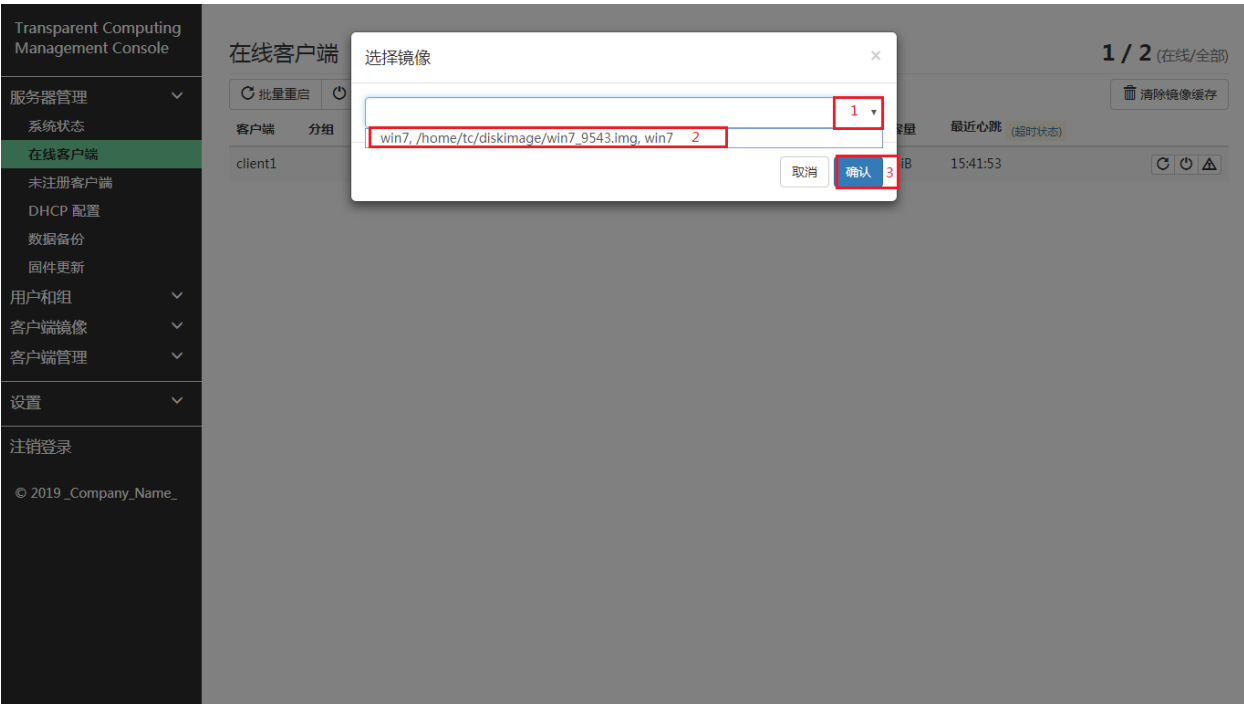 Transparent Computing
Management Console
服务器管理
系统状态
在线客户端
未注册客户端
DHCP 配置
数据备份
固件更新
用户和组
客户端镜像
客户端管理
设置
注销登录
© 2019 _Company_Name_
在线客户端
1 / 2 (在线/全部)
批量重启
清除镜像缓存
客户端 分组 容量 最近心跳 (超时状态)
client1 iB 15:41:53
选择镜像
×
1
win7, /home/tc/diskimage/win7_9543.img, win7 2
取消 确认 3